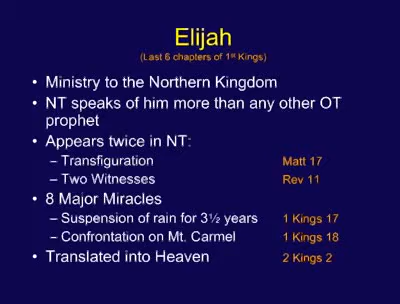 Elijah
(Last 6 chapters of 1st Kings)
• Ministry to the Northern Kingdom
• NT speaks of him more than any other OT
prophet
• Appears twice in NT:
– Transfiguration Matt 17
– Two Witnesses Rev 11
• 8 Major Miracles
– Suspension of rain for 3½ years 1 Kings 17
– Confrontation on Mt. Carmel 1 Kings 18
• Translated into Heaven 2 Kings 2